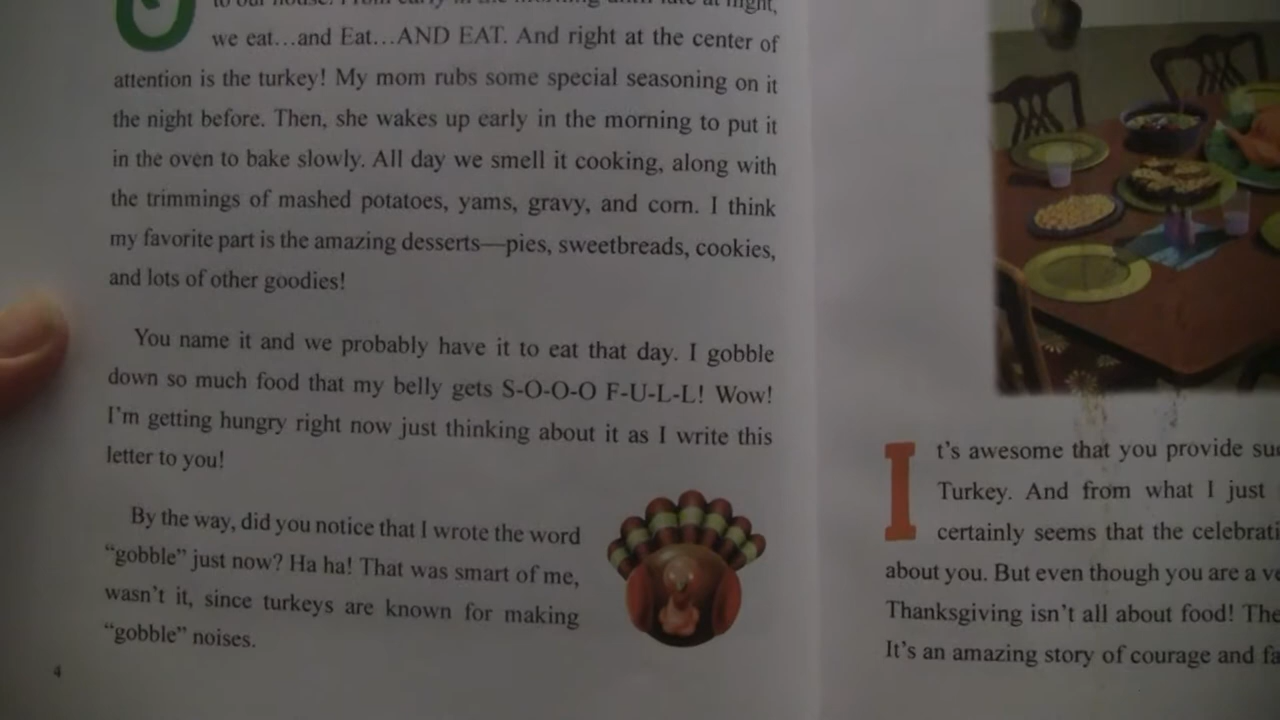 to our house. From early in the morning until late at night,
we eat…and Eat…AND EAT. And right at the center of
attention is the turkey! My mom rubs some special seasoning on it
the night before. Then, she wakes up early in the morning to put it
in the oven to bake slowly. All day we smell it cooking, along with
the trimmings of mashed potatoes, yams, gravy, and corn. I think
my favorite part is the amazing desserts—pies, sweetbreads, cookies,
and lots of other goodies!
You name it and we probably have it to eat that day. I gobble
down so much food that my belly gets S-O-O-O F-U-L-L! Wow!
I’m getting hungry right now just thinking about it as I write this
letter to you!
By the way, did you notice that I wrote the word
“gobble” just now? Ha ha! That was smart of me,
wasn’t it, since turkeys are known for making
“gobble” noises.
4
It’s awesome that you provide
Turkey. And from what I just
certainly seems that the
about you. But even though you are a
Thanksgiving isn’t all about food!
It’s an amazing story of courage and